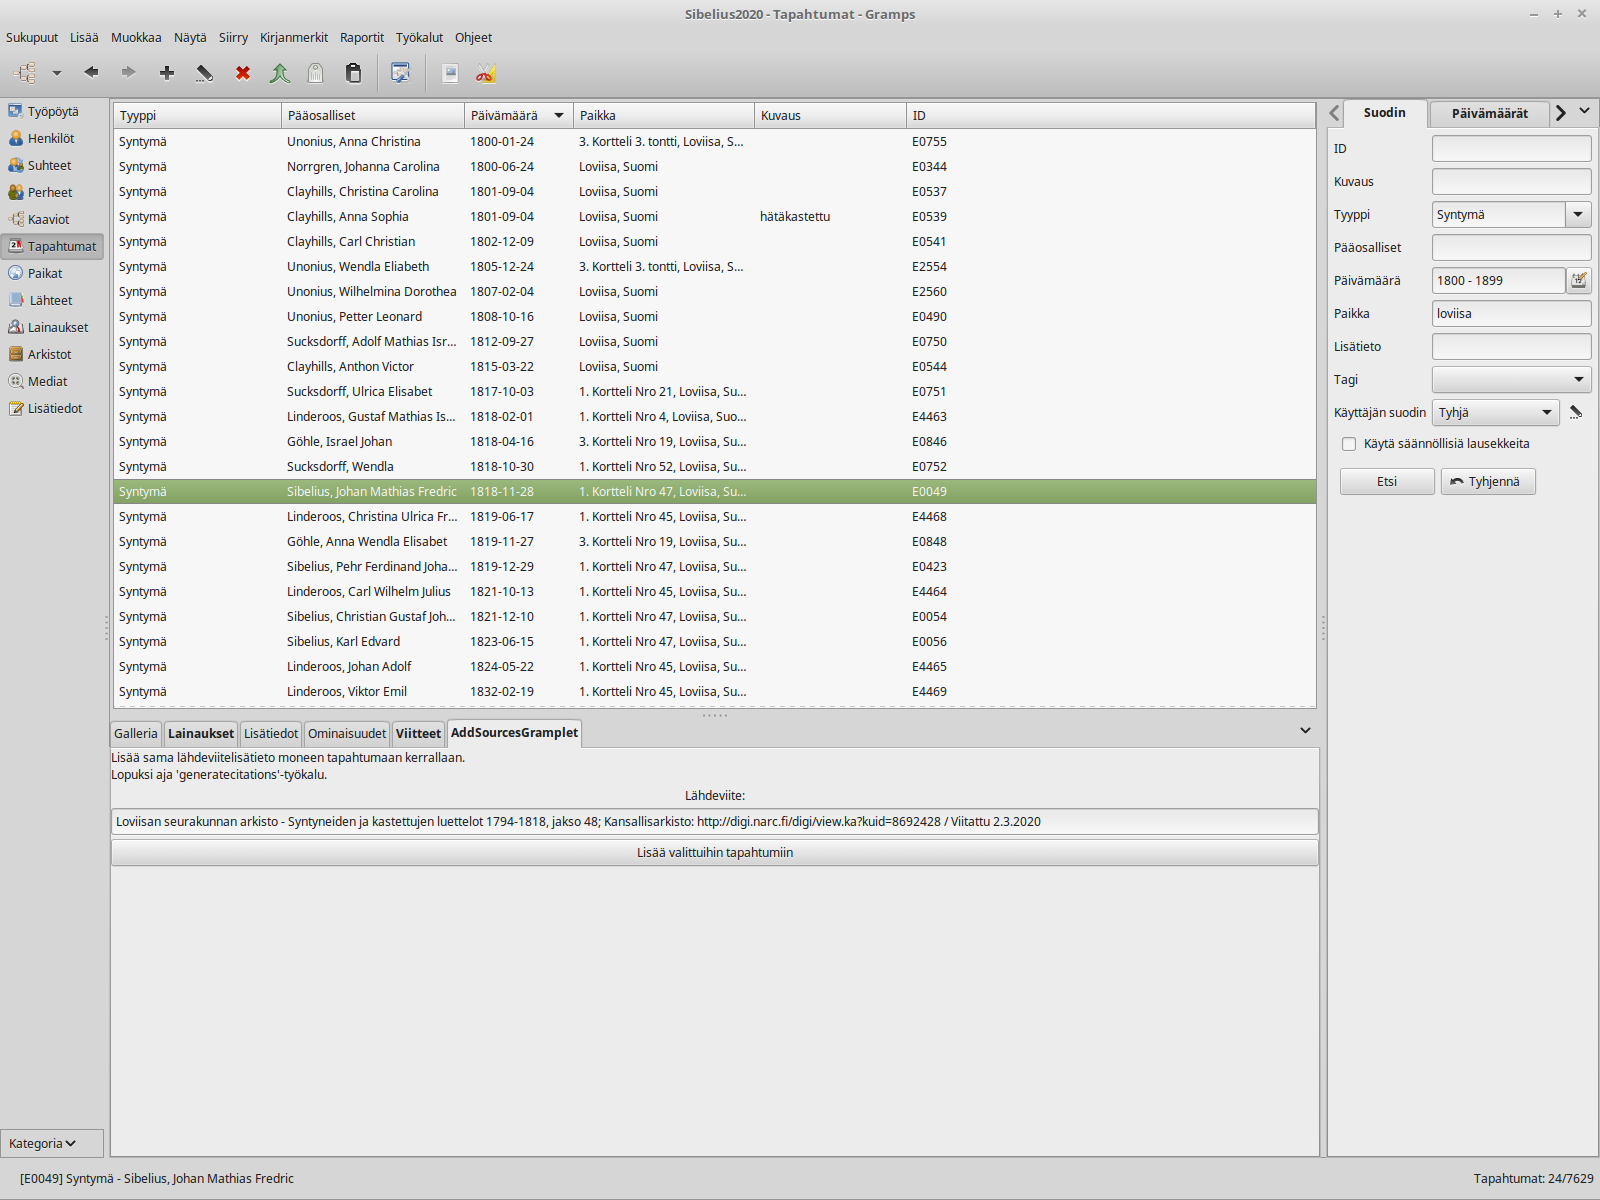 Sibelius2020 - Tapahtumat - Gramps
Sukupuut Lisää Muokkaa Näytä Siirry Kirjanmerkit Raportit Työkalut Ohjeet
Työpöytä
Henkilöt
Suhteet
Perheet
Kaaviot
Tapahtumat
Paikat
Lähteet
Lainaukset
Arkistot
Mediat
Lisätiedot
Kategoria
Tyyppi Pääosalliset Päivämäärä Paikka Kuvaus ID
Syntymä Unonius, Anna Christina 1800-01-24 3. Kortteli 3. tontti, Loviisa, S... E0755
Syntymä Norrgren, Johanna Carolina 1800-06-24 Loviisa, Suomi E0344
Syntymä Clayhills, Christina Carolina 1801-09-04 Loviisa, Suomi E0537
Syntymä Clayhills, Anna Sophia 1801-09-04 Loviisa, Suomi hätäkastettu E0539
Syntymä Clayhills, Carl Christian 1802-12-09 Loviisa, Suomi E0541
Syntymä Unonius, Wendla Eliabeth 1805-12-24 3. Kortteli 3. tontti, Loviisa, S... E2554
Syntymä Unonius, Wilhelmina Dorothea 1807-02-04 Loviisa, Suomi E2560
Syntymä Unonius, Petter Leonard 1808-10-16 Loviisa, Suomi E0490
Syntymä Sucksdorff, Adolf Mathias Isr... 1812-09-27 Loviisa, Suomi E0750
Syntymä Clayhills, Anthon Victor 1815-03-22 Loviisa, Suomi E0544
Syntymä Sucksdorff, Ulrica Elisabet 1817-10-03 1. Kortteli Nro 21, Loviisa, Su... E0751
Syntymä Linderoos, Gustaf Mathias Is... 1818-02-01 1. Kortteli Nro 4, Loviisa, Suo... E4463
Syntymä Göhle, Israel Johan 1818-04-16 3. Kortteli Nro 19, Loviisa, Su... E0846
Syntymä Sucksdorff, Wendla 1818-10-30 1. Kortteli Nro 52, Loviisa, Su... E0752
Syntymä Sibelius, Johan Mathias Fredric 1818-11-28 1. Kortteli Nro 47, Loviisa, Su... E0049
Syntymä Linderoos, Christina Ulrica Fr... 1819-06-17 1. Kortteli Nro 45, Loviisa, Su... E4468
Syntymä Göhle, Anna Wendla Elisabet 1819-11-27 3. Kortteli Nro 19, Loviisa, Su... E0848
Syntymä Sibelius, Pehr Ferdinand Joha... 1819-12-29 1. Kortteli Nro 47, Loviisa, Su... E0423
Syntymä Linderoos, Carl Wilhelm Julius 1821-10-13 1. Kortteli Nro 45, Loviisa, Su... E4464
Syntymä Sibelius, Christian Gustaf Joh... 1821-12-10 1. Kortteli Nro 47, Loviisa, Su... E0054
Syntymä Sibelius, Karl Edvard 1823-06-15 1. Kortteli Nro 47, Loviisa, Su... E0056
Syntymä Linderoos, Johan Adolf 1824-05-22 1. Kortteli Nro 45, Loviisa, Su... E4465
Syntymä Linderoos, Viktor Emil 1832-02-19 1. Kortteli Nro 45, Loviisa, Su... E4469
Galleria Lainaukset Lisätiedot Ominaisuudet Viitteet AddSourcesGramplet
Lisää sama lähdeviitelisätieto moneen tapahtumaan kerrallaan.
Lopuksi aja 'generatecitations'-työkalu.
Lähdeviite:
Loviisan seurakunnan arkisto - Syntyneiden ja kastettujen luettelot 1794-1818, jakso 48; Kansallisarkisto: http://digi.narc.fi/digi/view.ka?kuid=8692428 / Viitattu 2.3.2020
Lisää valittuihin tapahtumiin
Suodin Päivämäärät
ID
Kuvaus
Tyyppi Syntymä
Pääosalliset
Päivämäärä 1800 - 1899
Paikka loviisa
Lisätieto
Tagi
Käyttäjän suodin Tyhjä
Käytä säännöllisiä lausekkeita
Etsi Tyhjennä
[E0049] Syntymä - Sibelius, Johan Mathias Fredric
Tapahtumat: 24/7629